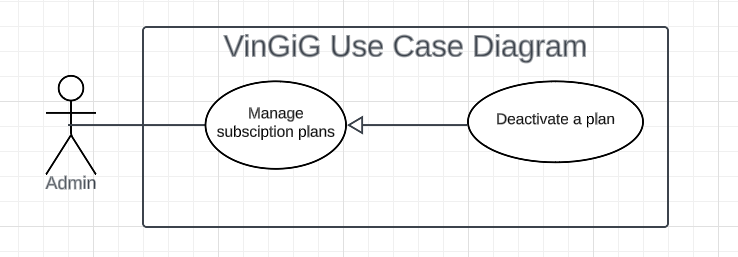 VinGiG Use Case Diagram
Manage
subsciption plans
Deactivate a plan
Admin